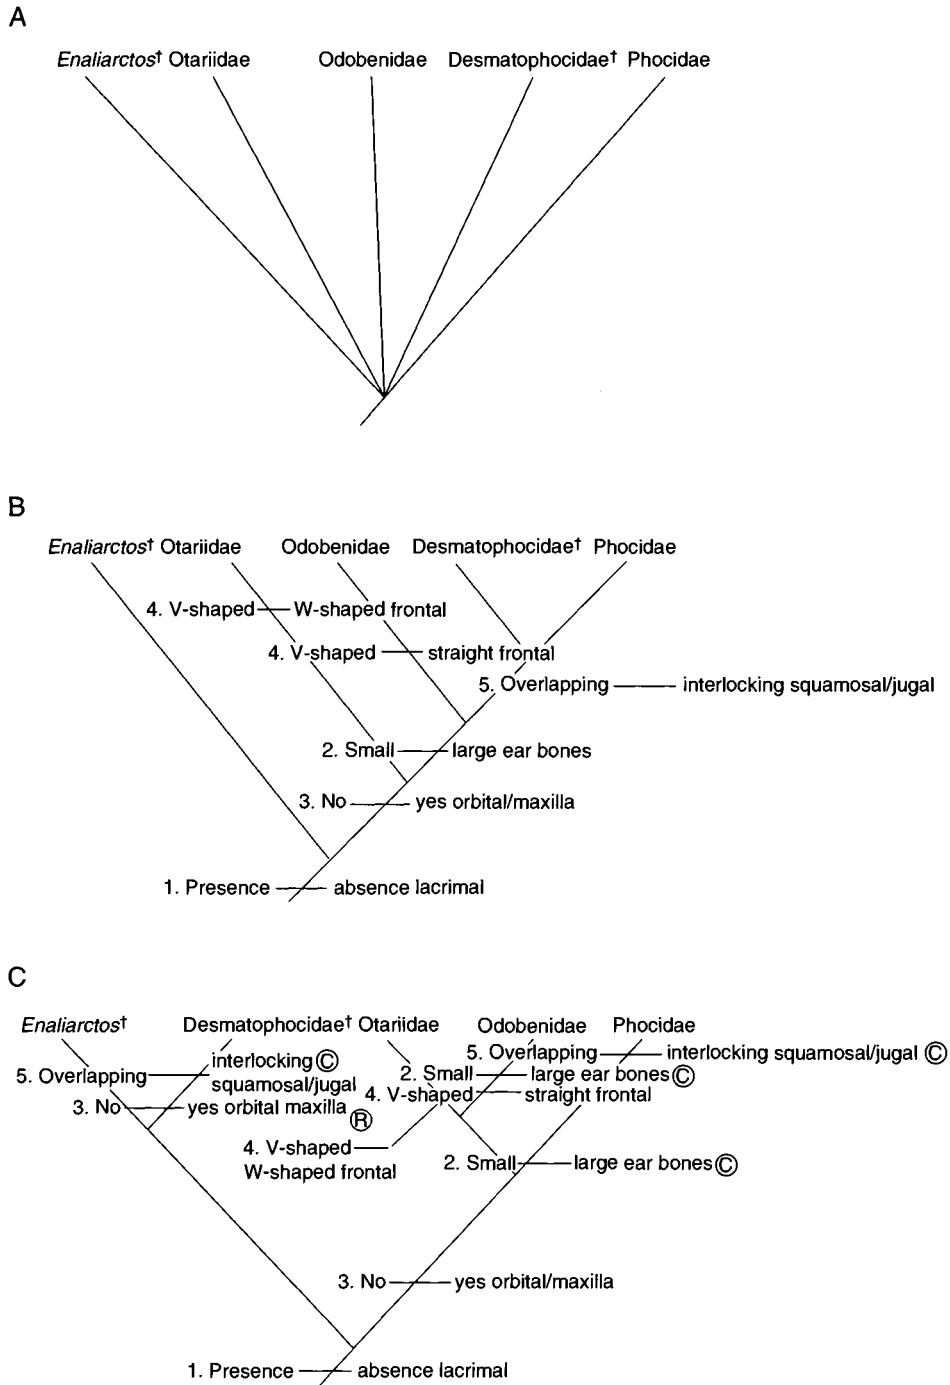 A
Enaliarctos† Otariidae Odobenidae Desmatophocidae† Phocidae
B
Enaliarctos† Otariidae Odobenidae Desmatophocidae† Phocidae
4. V-shaped W-shaped frontal
4. V-shaped straight frontal
5. Overlapping interlocking squamosal/jugal
2. Small large ear bones
3. No yes orbital/maxilla
1. Presence absence lacrimal
C
Enaliarctos† Desmatophocidae† Otariidae Odobenidae Phocidae
5. Overlapping interlocking Ⓒ
squamosal/jugal
3. No yes orbital maxilla Ⓡ
5. Overlapping interlocking squamosal/jugal Ⓒ
2. Small large ear bones Ⓒ
4. V-shaped straight frontal
4. V-shaped
W-shaped frontal
2. Small large ear bones Ⓒ
3. No yes orbital/maxilla
1. Presence absence lacrimal